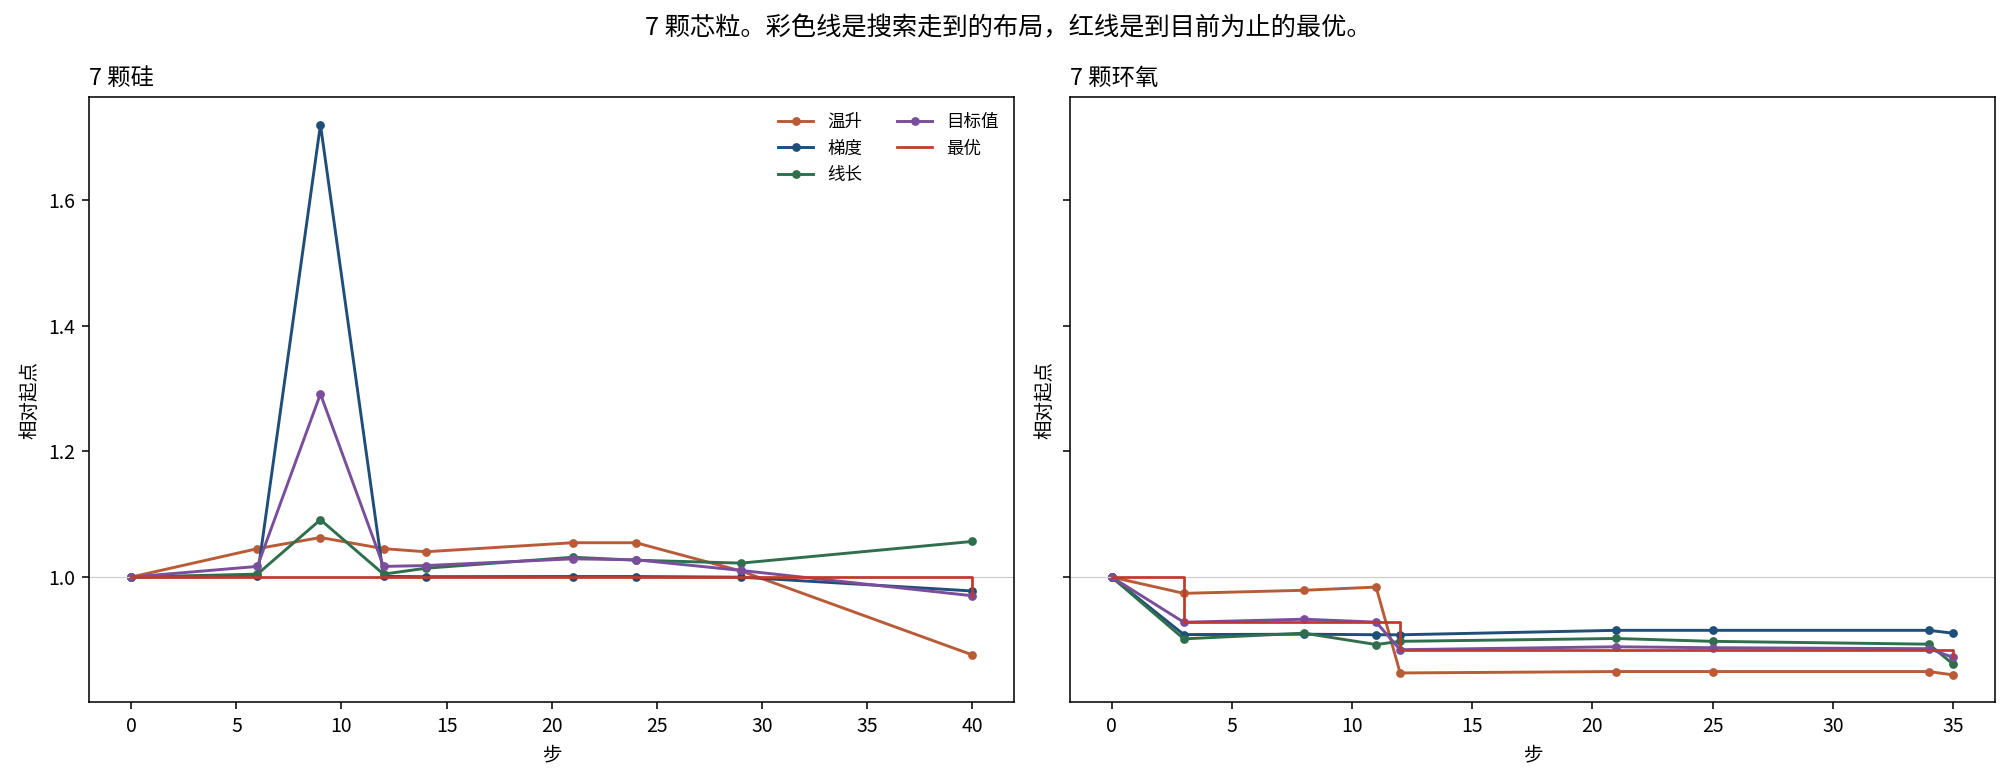 7 颗芯粒。彩色线是搜索走到的布局，红线是到目前为止的最优。
7 颗硅
温升
梯度
线长
目标值
最优
1.6
1.4
1.2
1.0
相对起点
0 5 10 15 20 25 30 35 40
步
7 颗环氧
相对起点
0 5 10 15 20 25 30 35
步